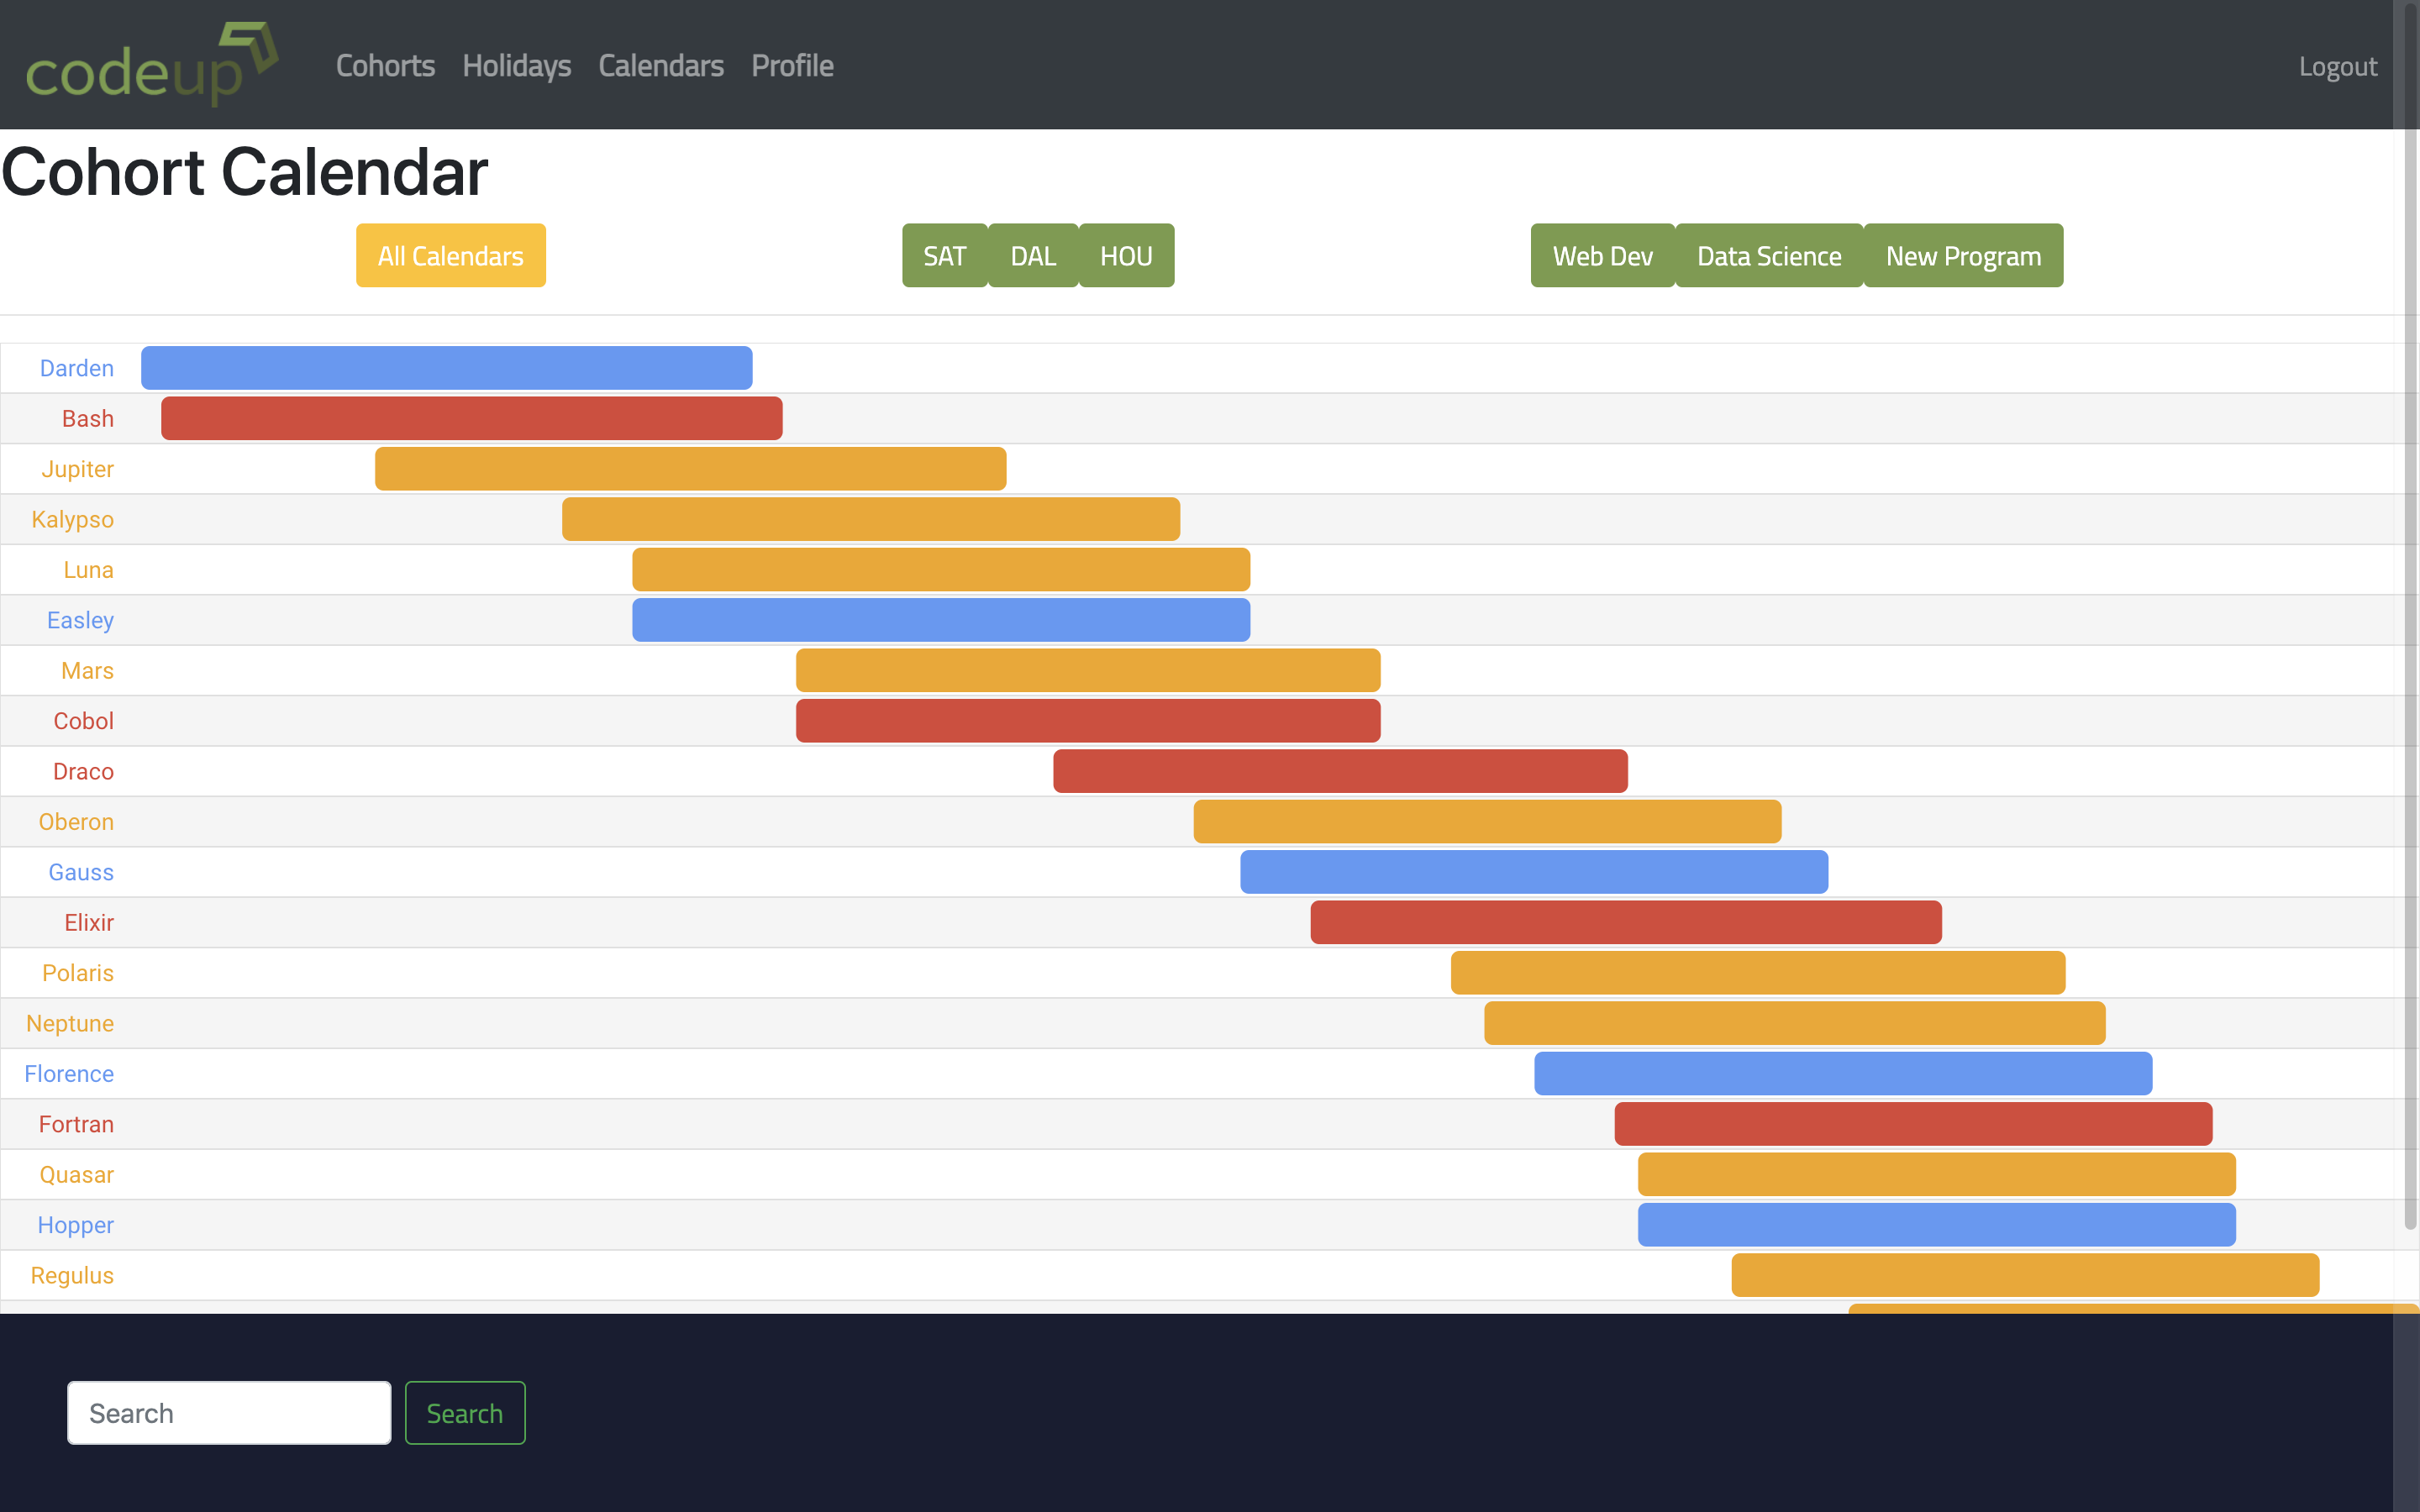 codeup
Cohorts Holidays Calendars Profile
Logout
Cohort Calendar
All Calendars
SAT DAL HOU
Web Dev Data Science New Program
Darden
Bash
Jupiter
Kalypso
Luna
Easley
Mars
Cobol
Draco
Oberon
Gauss
Elixir
Polaris
Neptune
Florence
Fortran
Quasar
Hopper
Regulus
Search Search